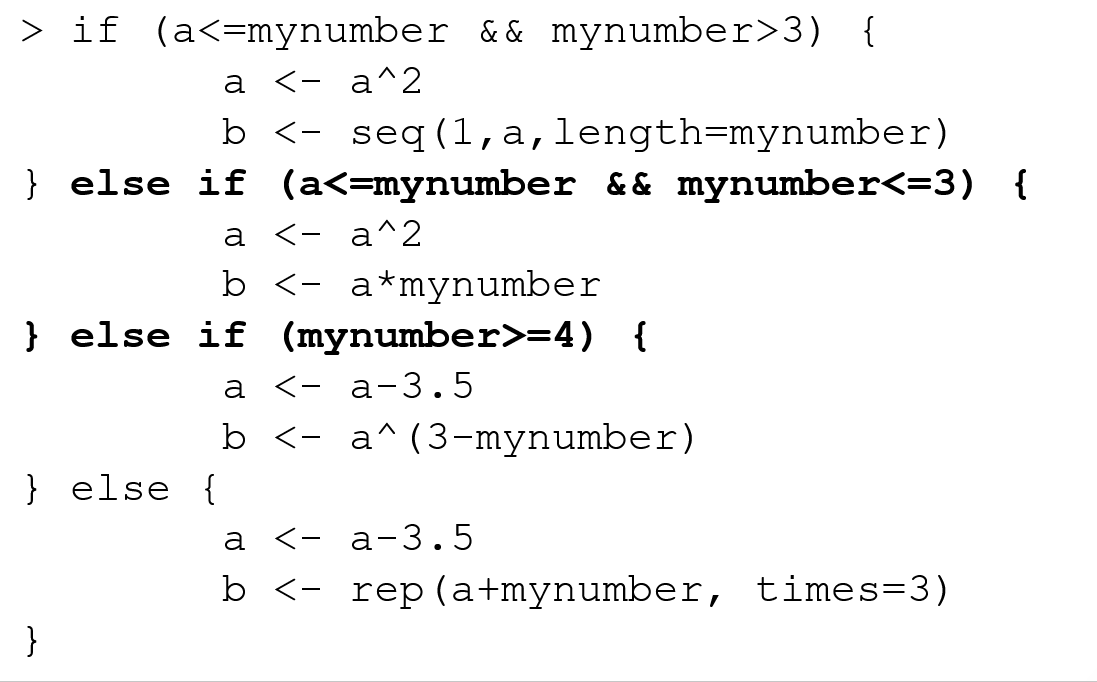 > if (a<=mynumber && mynumber>3) {
        a <- a^2
        b <- seq(1,a,length=mynumber)
} else if (a<=mynumber && mynumber<=3) {
        a <- a^2
        b <- a*mynumber
} else if (mynumber>=4) {
        a <- a-3.5
        b <- a^(3-mynumber)
} else {
        a <- a-3.5
        b <- rep(a+mynumber, times=3)
}